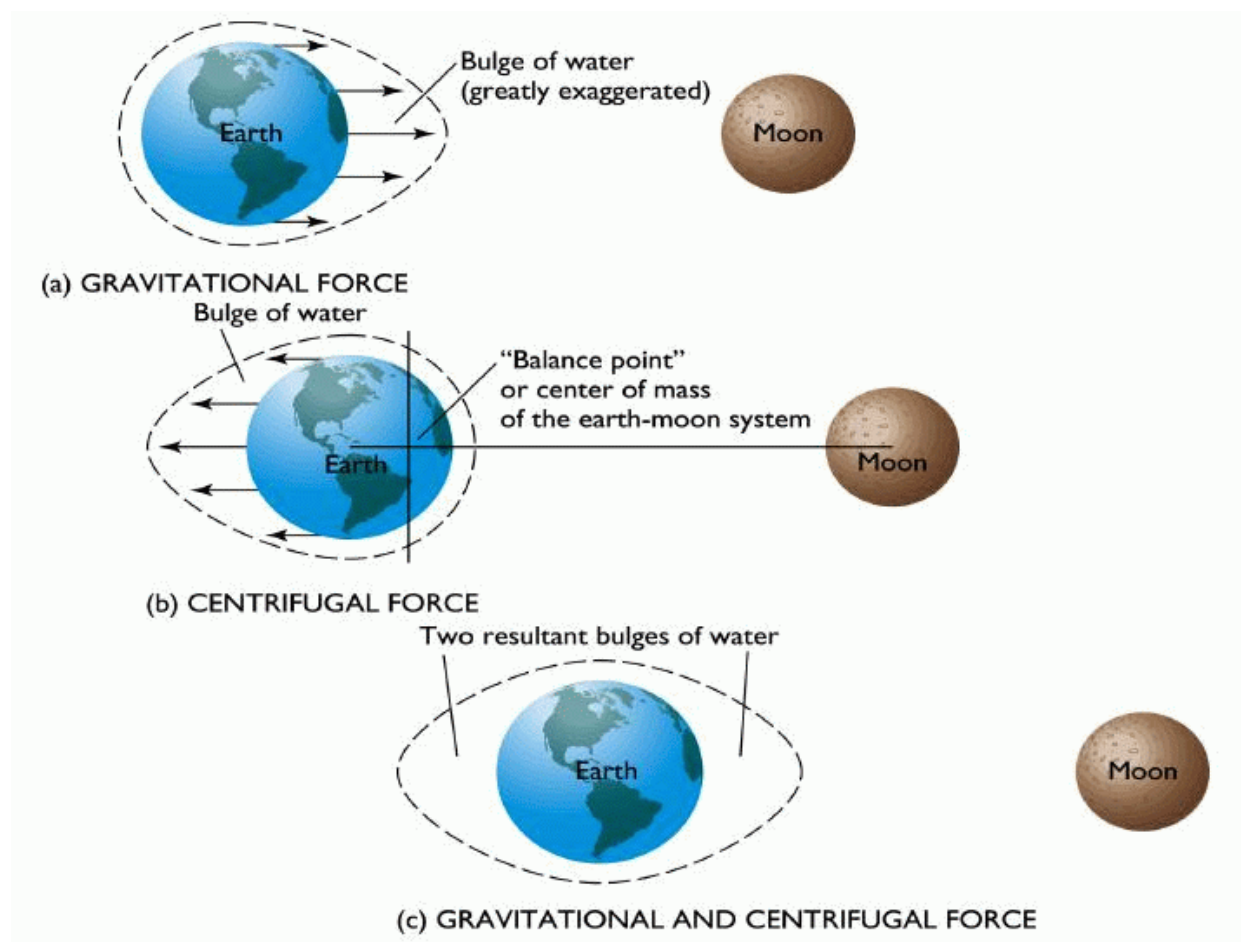 Bulge of water
(greatly exaggerated)
Earth
Moon
(a) GRAVITATIONAL FORCE
Bulge of water
“Balance point”
or center of mass
of the earth-moon system
Earth
Moon
(b) CENTRIFUGAL FORCE
Two resultant bulges of water
Earth
Moon
(c) GRAVITATIONAL AND CENTRIFUGAL FORCE